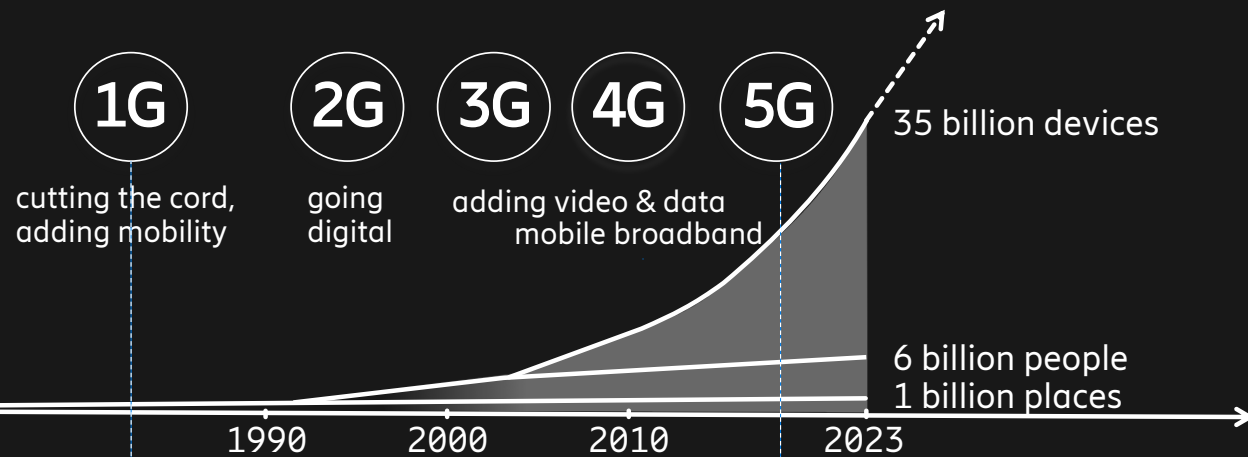 1G
2G
3G
4G
5G
35 billion devices
cutting the cord,
adding mobility
going
digital
adding video & data
mobile broadband
6 billion people
1 billion places
1990
2000
2010
2023